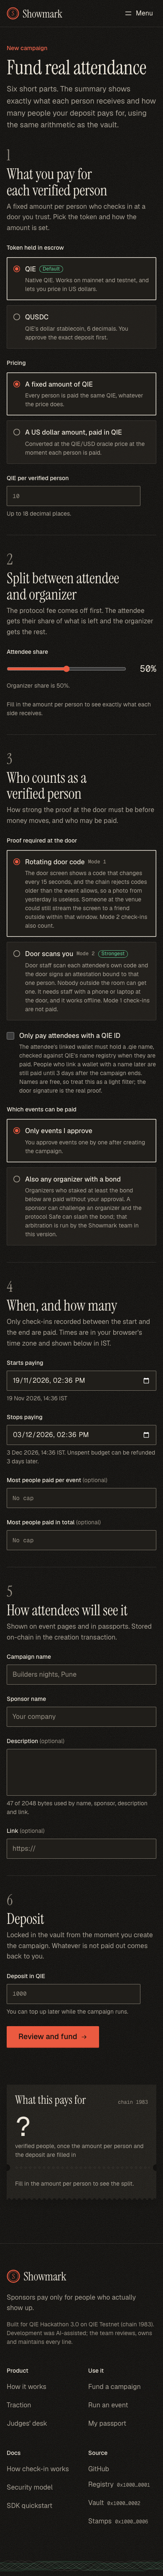 Showmark
Menu
New campaign
Fund real attendance
Six short parts. The summary shows
exactly what each person receives and how
many people your deposit pays for, using
the same arithmetic as the vault.
1
What you pay for
each verified person
A fixed amount per person who checks in at a
door you trust. Pick the token and how the
amount is set.
Token held in escrow
QIE Default
Native QIE. Works on mainnet and testnet, and
lets you price in US dollars.
QUSDC
QIE's dollar stablecoin, 6 decimals. You
approve the exact deposit first.
Pricing
A fixed amount of QIE
Every person is paid the same QIE, whatever
the price does.
A US dollar amount, paid in QIE
Converted at the QIE/USD oracle price at the
moment each person is paid.
QIE per verified person
10
Up to 18 decimal places.
2
Split between attendee
and organizer
The protocol fee comes off first. The attendee
gets their share of what is left and the organizer
gets the rest.
Attendee share
50%
Organizer share is 50%.
Fill in the amount per person to see exactly what each
side receives.
3
Who counts as a
verified person
How strong the proof at the door must be before
money moves, and who may be paid.
Proof required at the door
Rotating door code Mode 1
The door screen shows a code that changes
every 15 seconds, and the chain rejects codes
older than the event allows, so a photo from
yesterday is useless. Someone at the venue
could still stream the screen to a friend
outside within that window. Mode 2 check-ins
also count.
Door scans you Mode 2 Strongest
Door staff scan each attendee's own code and
the door signs an attestation bound to that
person. Nobody outside the room can get
one. It needs staff with a phone or laptop at
the door, and it works offline. Mode 1 check-ins
are not paid.
Only pay attendees with a QIE ID
The attendee's linked wallet must hold a .qie name,
checked against QIE's name registry when they are
paid. People who link a wallet with a name later are
still paid until 3 days after the campaign ends.
Names are free, so treat this as a light filter; the
door signature is the real proof.
Which events can be paid
Only events I approve
You approve events one by one after creating
the campaign.
Also any organizer with a bond
Organizers who staked at least the bond
below are paid without your approval. A
sponsor can challenge an organizer and the
protocol Safe can slash the bond; that
arbitration is run by the Showmark team in
this version.
4
When, and how many
Only check-ins recorded between the start and
the end are paid. Times are in your browser's
time zone and shown below in IST.
Starts paying
19/11/2026, 02:36 PM
19 Nov 2026, 14:36 IST
Stops paying
03/12/2026, 02:36 PM
3 Dec 2026, 14:36 IST. Unspent budget can be refunded
3 days later.
Most people paid per event (optional)
No cap
Most people paid in total (optional)
No cap
5
How attendees will see it
Shown on event pages and in passports. Stored
on-chain in the creation transaction.
Campaign name
Builders nights, Pune
Sponsor name
Your company
Description (optional)
47 of 2048 bytes used by name, sponsor, description
and link.
Link (optional)
https://
6
Deposit
Locked in the vault from the moment you create
the campaign. Whatever is not paid out comes
back to you.
Deposit in QIE
1000
You can top up later while the campaign runs.
Review and fund →
What this pays for
chain 1983
?
verified people, once the amount per person and
the deposit are filled in
Fill in the amount per person to see the split.
Showmark
Sponsors pay only for people who actually
show up.
Built for QIE Hackathon 3.0 on QIE Testnet (chain 1983).
Development was AI-assisted; the team reviews, owns
and maintains every line.
Product
Use it
How it works
Fund a campaign
Traction
Run an event
Judges' desk
My passport
Docs
Source
How check-in works
GitHub
Security model
Registry
SDK quickstart
Vault
Stamps